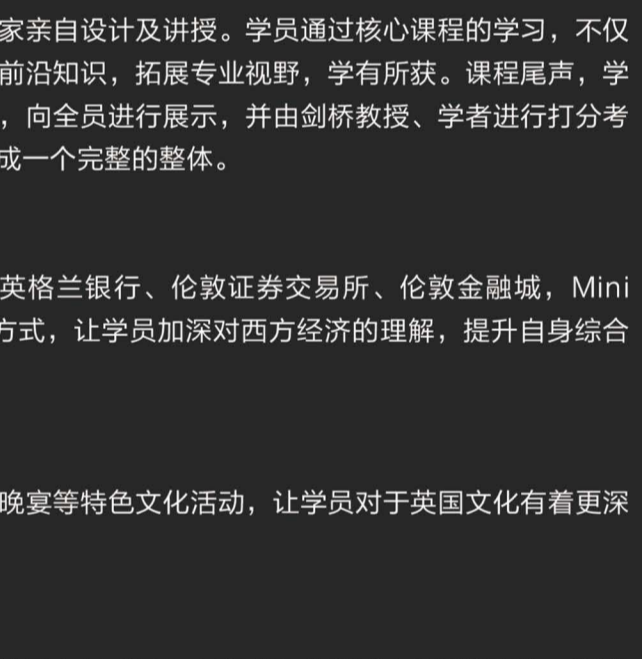 家亲自设计及讲授。学员通过核心课程的学习，不仅
前沿知识，拓展专业视野，学有所获。课程尾声，学
，向全员进行展示，并由剑桥教授、学者进行打分考
成一个完整的整体。
英格兰银行、伦敦证券交易所、伦敦金融城，Mini
方式，让学员加深对西方经济的理解，提升自身综合
晚宴等特色文化活动，让学员对于英国文化有着更深